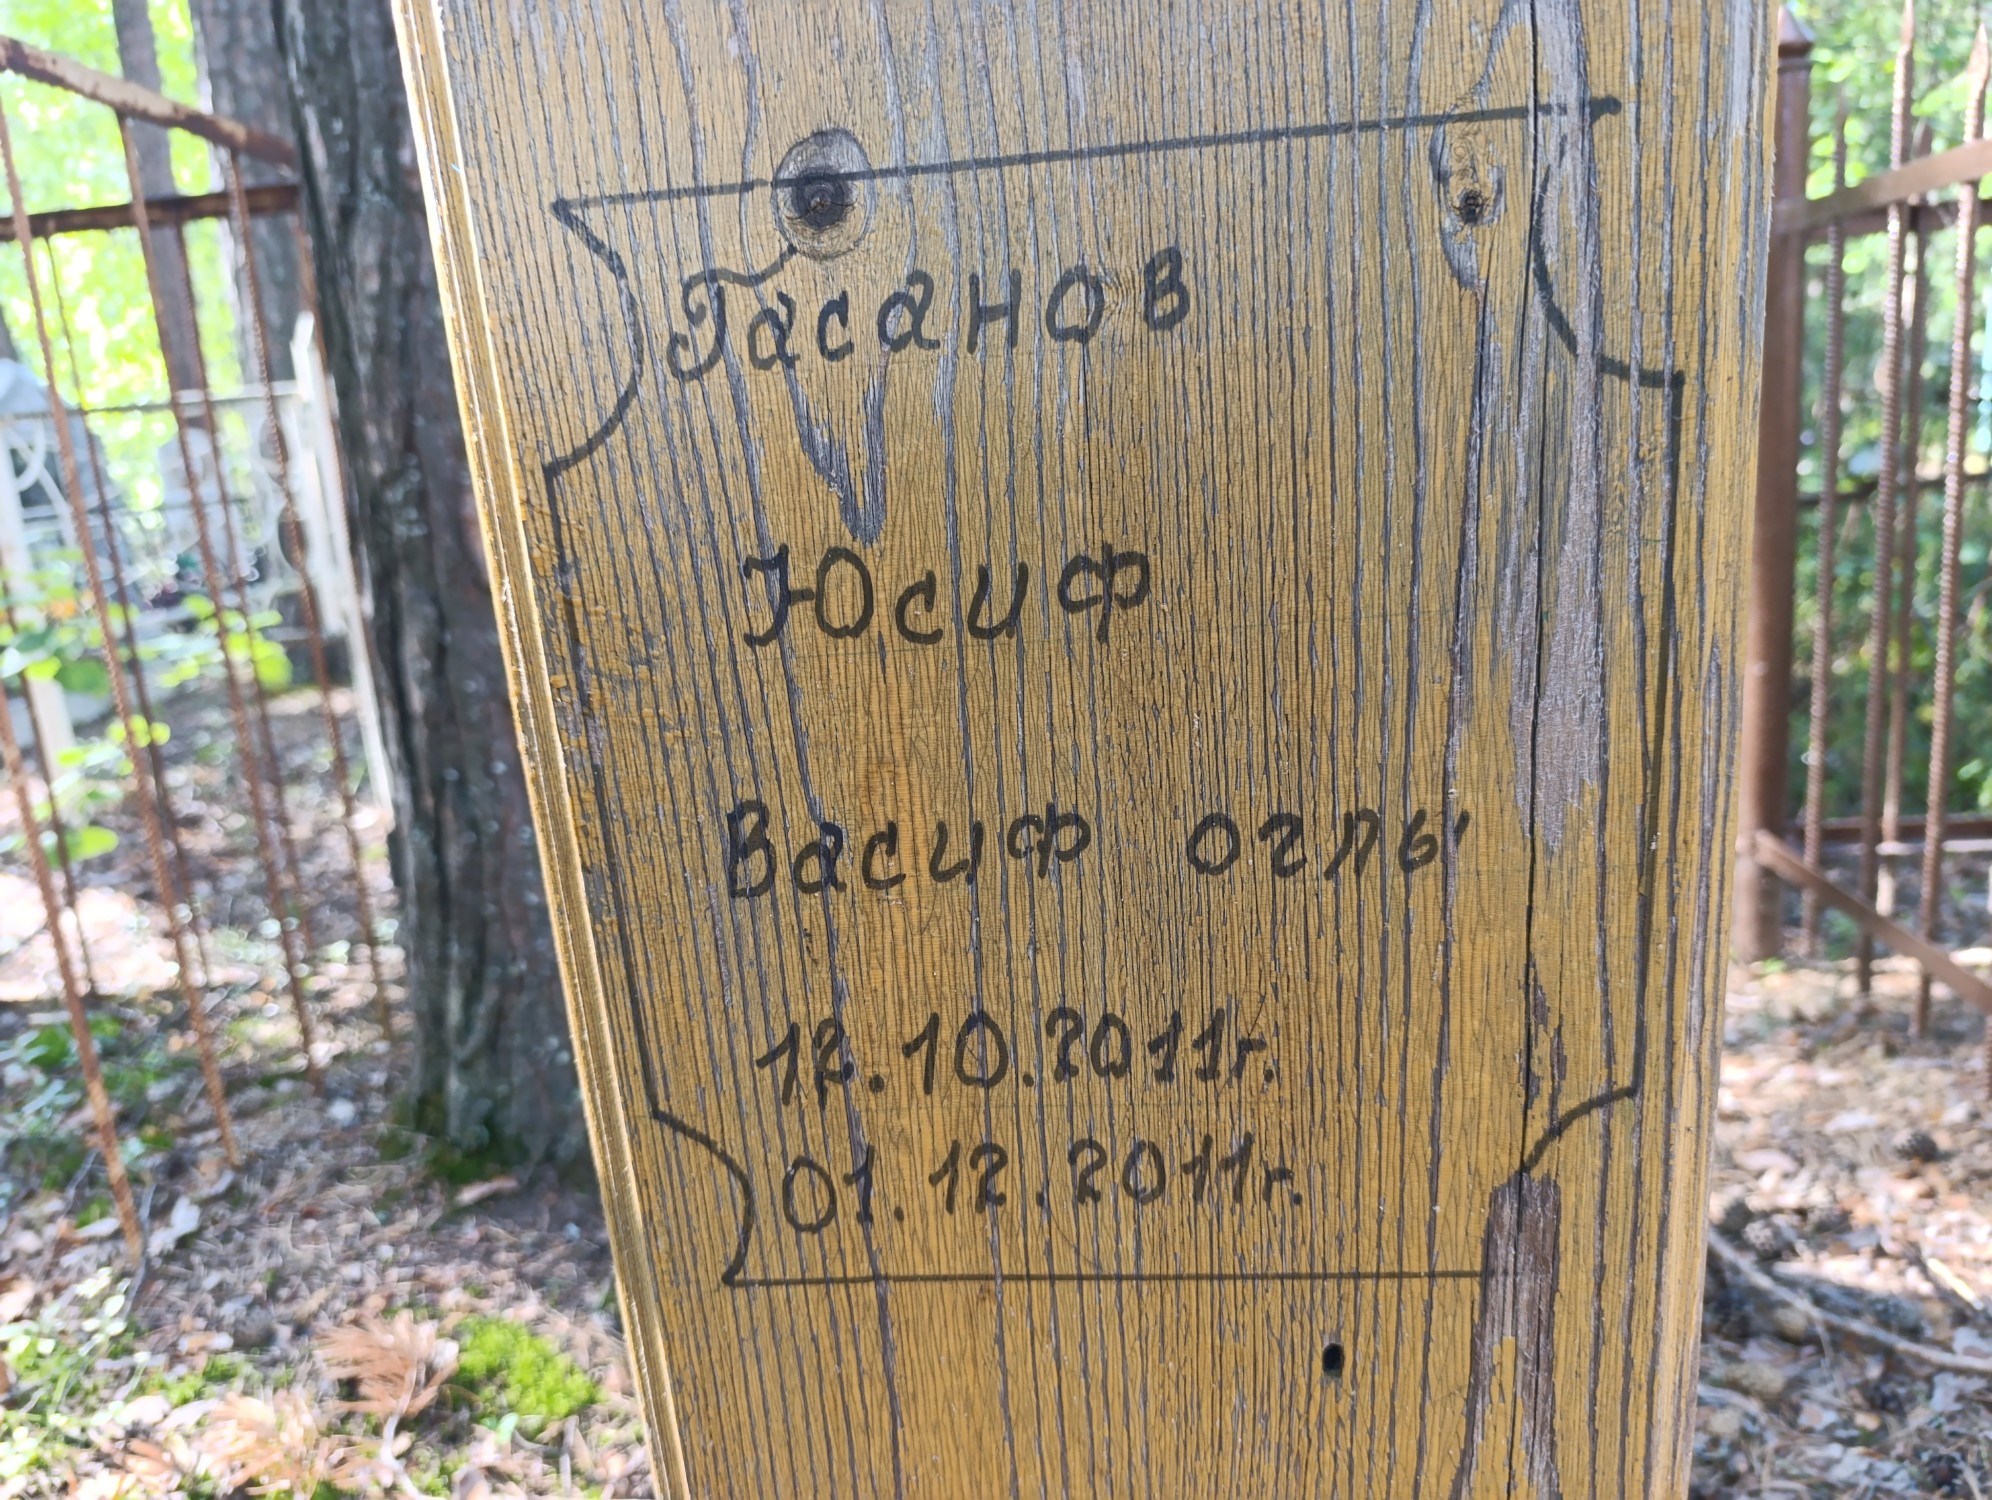 Гасанов
Юсиф
Васиф оглы
12.10.2011г.
01.12.2011г.